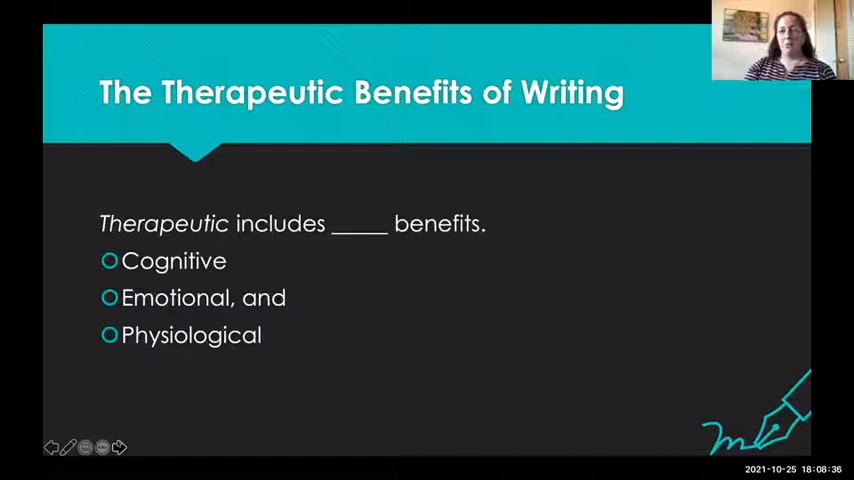 The Therapeutic Benefits of Writing
Therapeutic includes _____ benefits.
Cognitive
Emotional, and
Physiological
2021-10-25 18:08:36